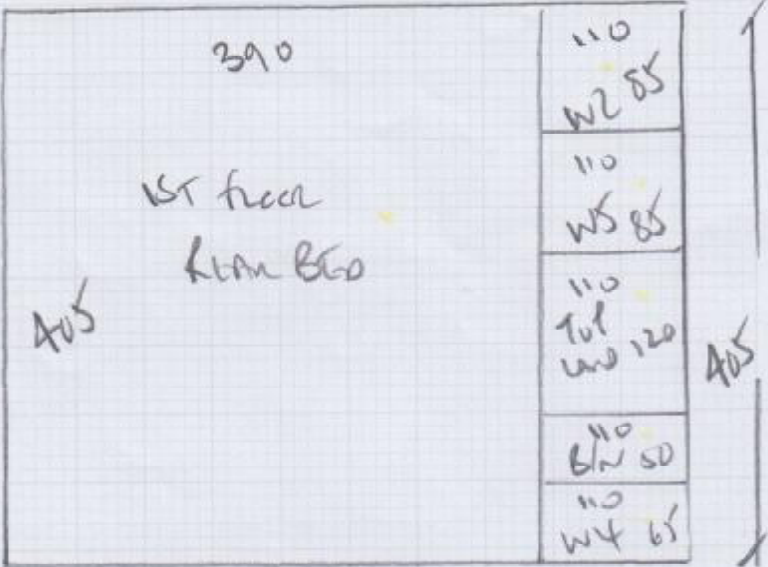 390
1ST floor
REAR BED
405
110
W2 85
110
W5 85
110
TOP
LAND 120
110
B/N 50
110
W4 65
405